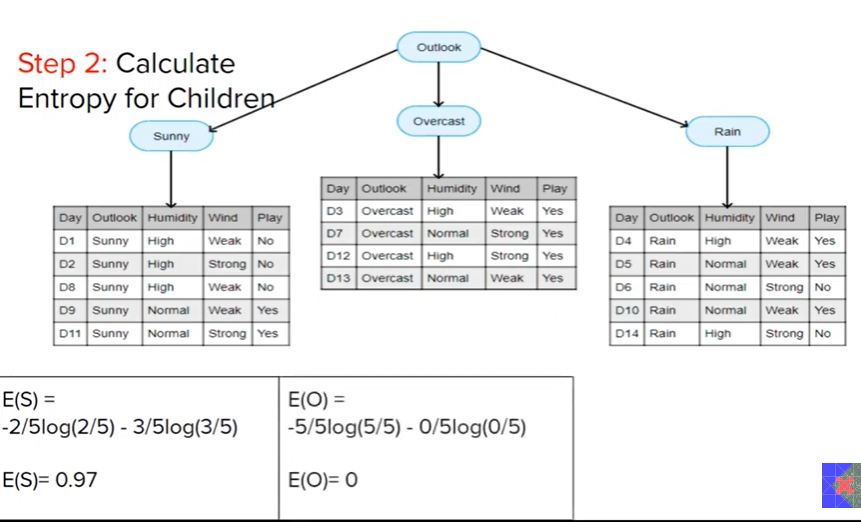 Outlook
Step 2: Calculate
Entropy for Children
Sunny
Overcast
Rain
Day Outlook Humidity Wind Play
D1 Sunny High Weak No
D2 Sunny High Strong No
D8 Sunny High Weak No
D9 Sunny Normal Weak Yes
D11 Sunny Normal Strong Yes
Day Outlook Humidity Wind Play
D3 Overcast High Weak Yes
D7 Overcast Normal Strong Yes
D12 Overcast High Strong Yes
D13 Overcast Normal Weak Yes
Day Outlook Humidity Wind Play
D4 Rain High Weak Yes
D5 Rain Normal Weak Yes
D6 Rain Normal Strong No
D10 Rain Normal Weak Yes
D14 Rain High Strong No
E(S) =
-2/5log(2/5) - 3/5log(3/5)
E(S)= 0.97
E(O) =
-5/5log(5/5) - 0/5log(0/5)
E(O)= 0